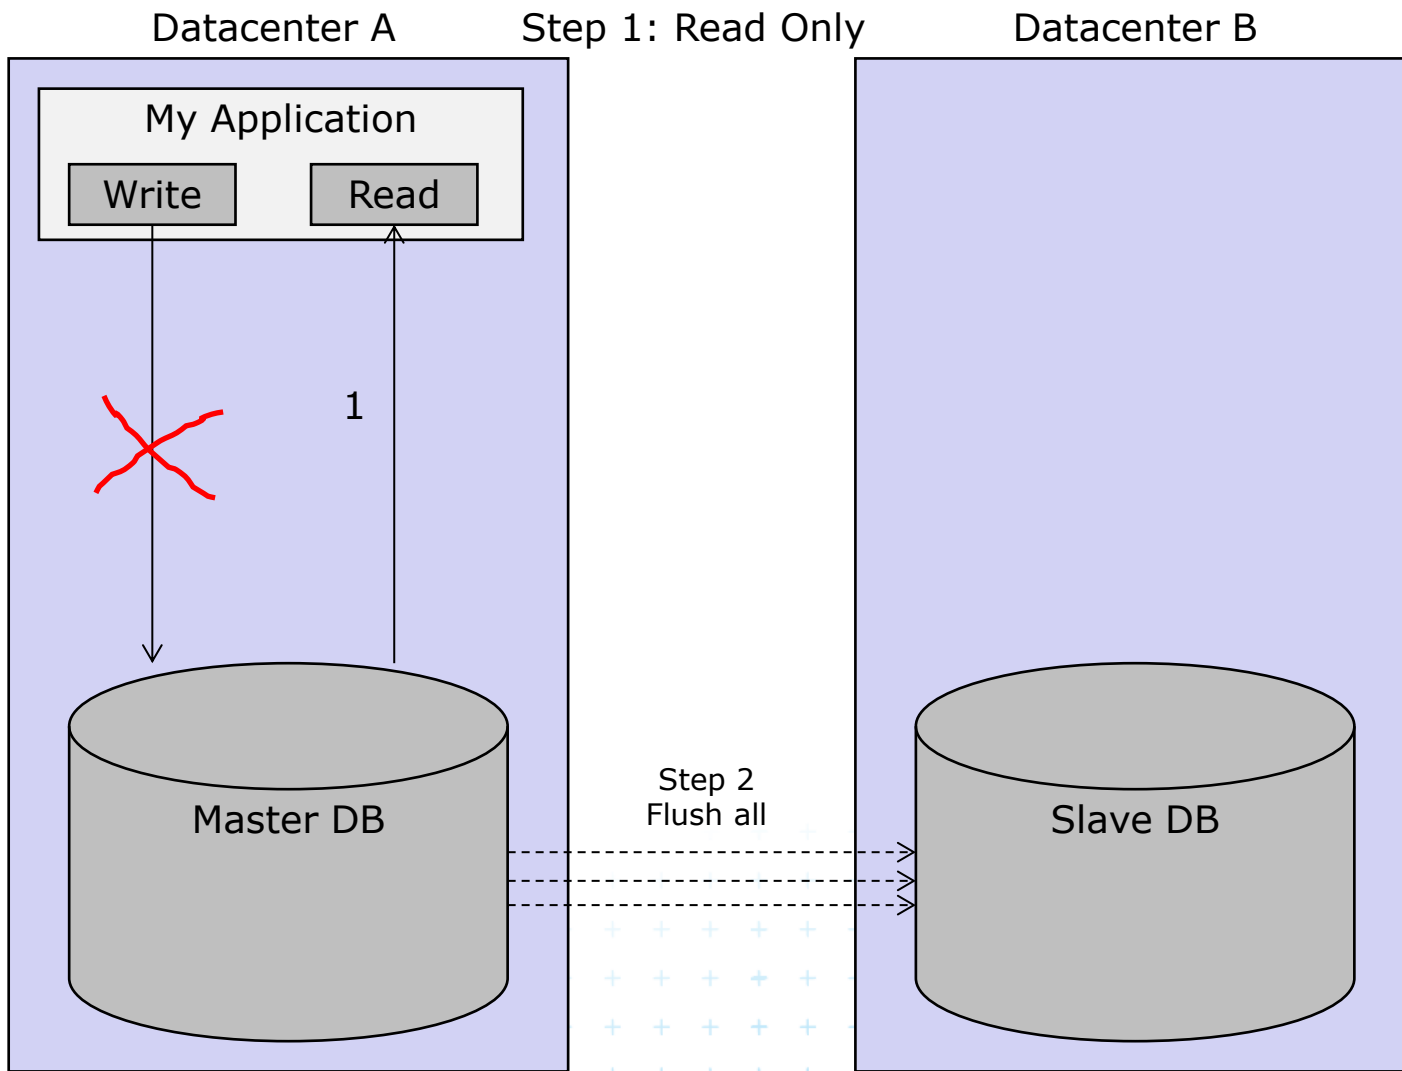 Datacenter A
Step 1: Read Only
Datacenter B
My Application
Write
Read
1
Step 2
Flush all
Master DB
Slave DB